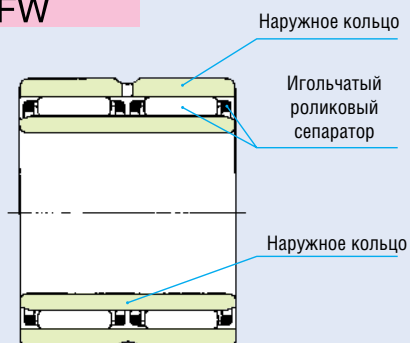 FW
Наружное кольцо
Игольчатый
роликовый
сепаратор
Наружное кольцо